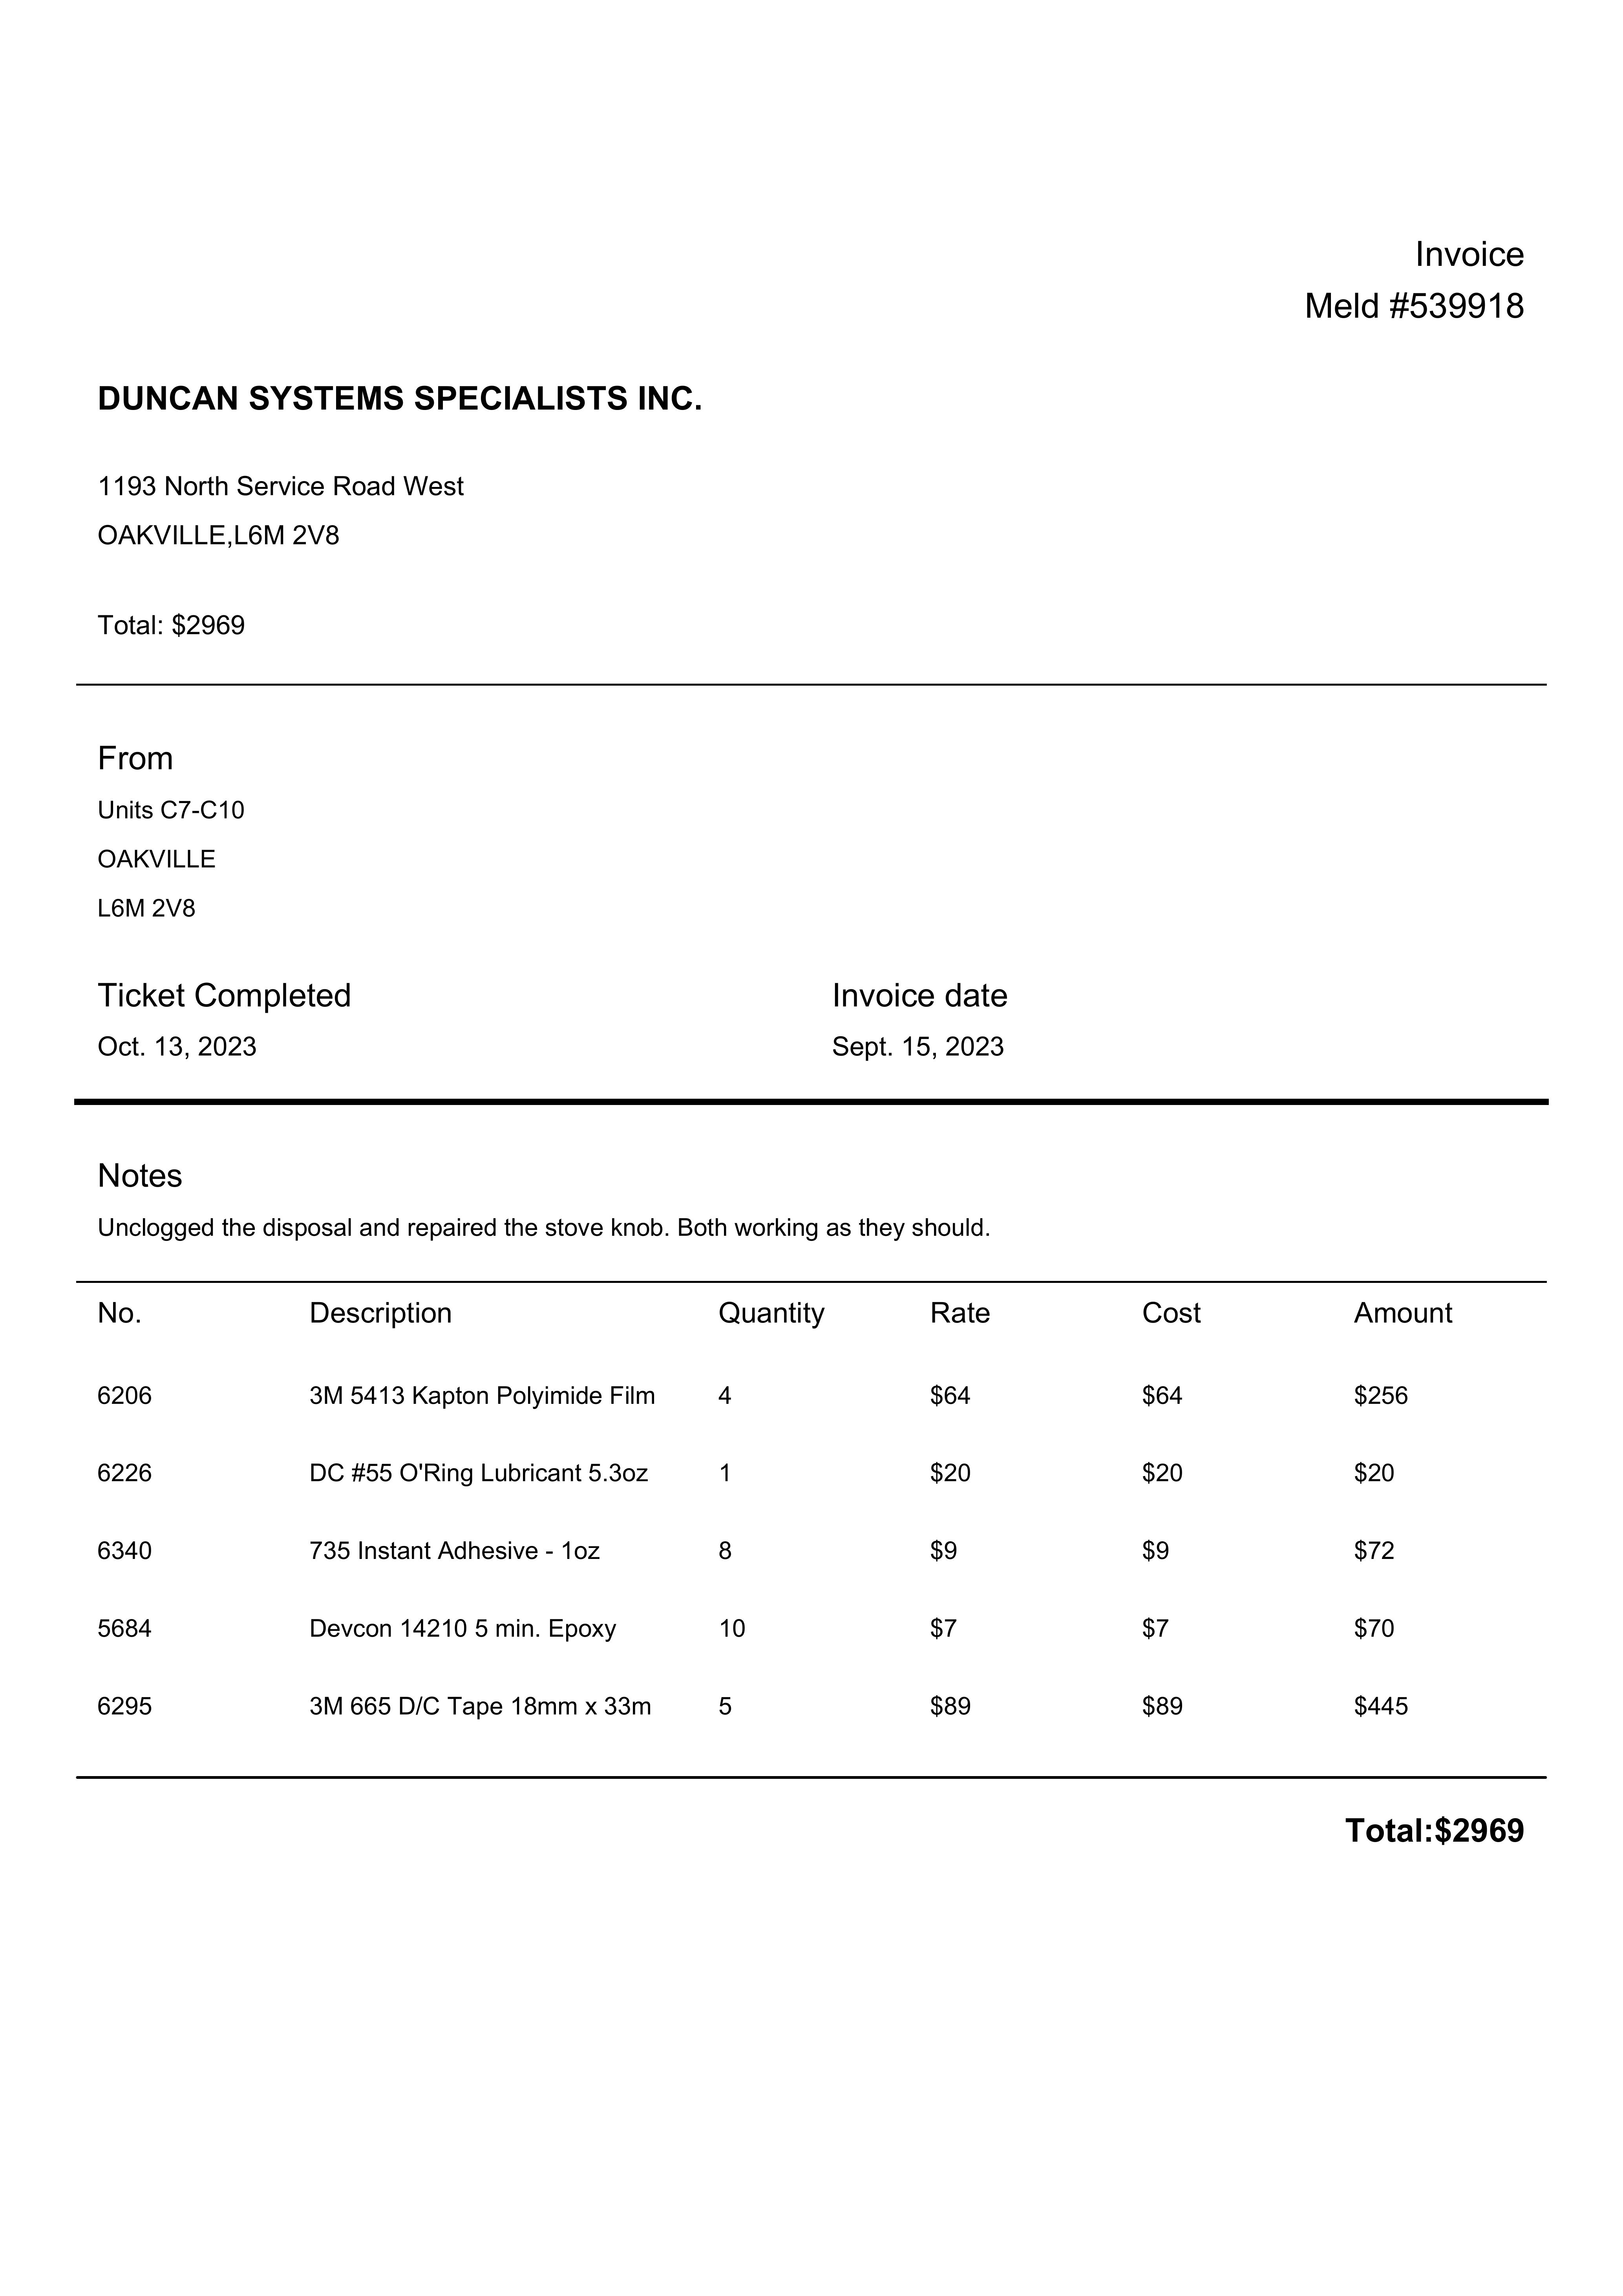 Invoice
Meld #539918
DUNCAN SYSTEMS SPECIALISTS INC.
1193 North Service Road West
OAKVILLE,L6M 2V8
Total: $2969
From
Units C7-C10
OAKVILLE
L6M 2V8
Ticket Completed Invoice date
Oct. 13, 2023 Sept. 15, 2023
Notes
Unclogged the disposal and repaired the stove knob. Both working as they should.
No. Description Quantity Rate Cost Amount
6206 3M 5413 Kapton Polyimide Film 4 $64 $64 $256
6226 DC #55 O'Ring Lubricant 5.3oz 1 $20 $20 $20
6340 735 Instant Adhesive - 1oz 8 $9 $9 $72
5684 Devcon 14210 5 min. Epoxy 10 $7 $7 $70
6295 3M 665 D/C Tape 18mm x 33m 5 $89 $89 $445
Total:$2969